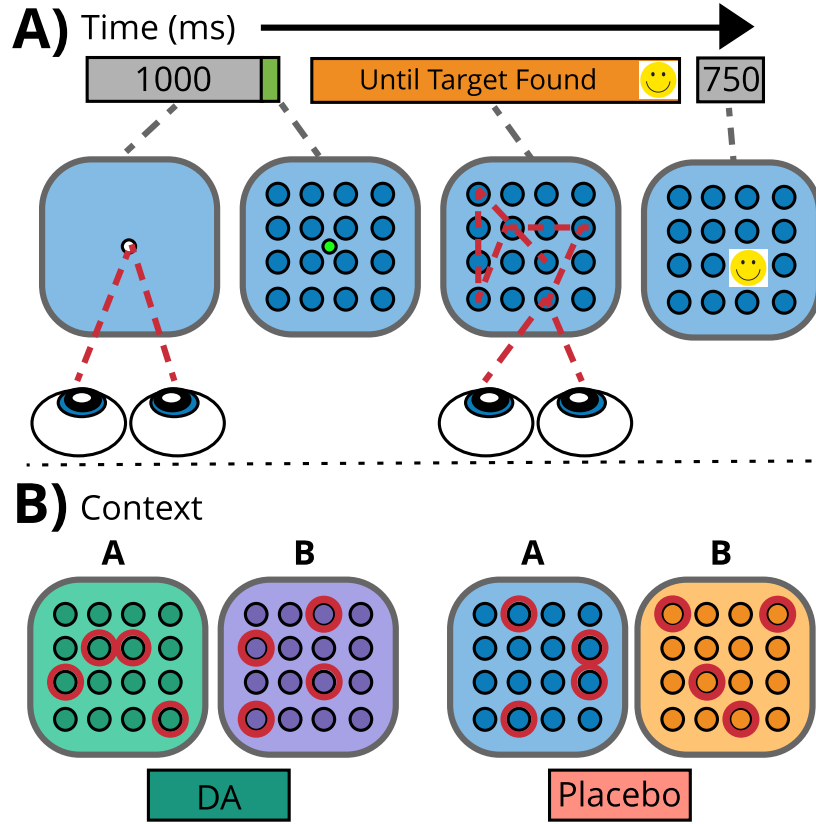 A) Time (ms)
1000 Until Target Found 750
B) Context
A B A B
DA Placebo